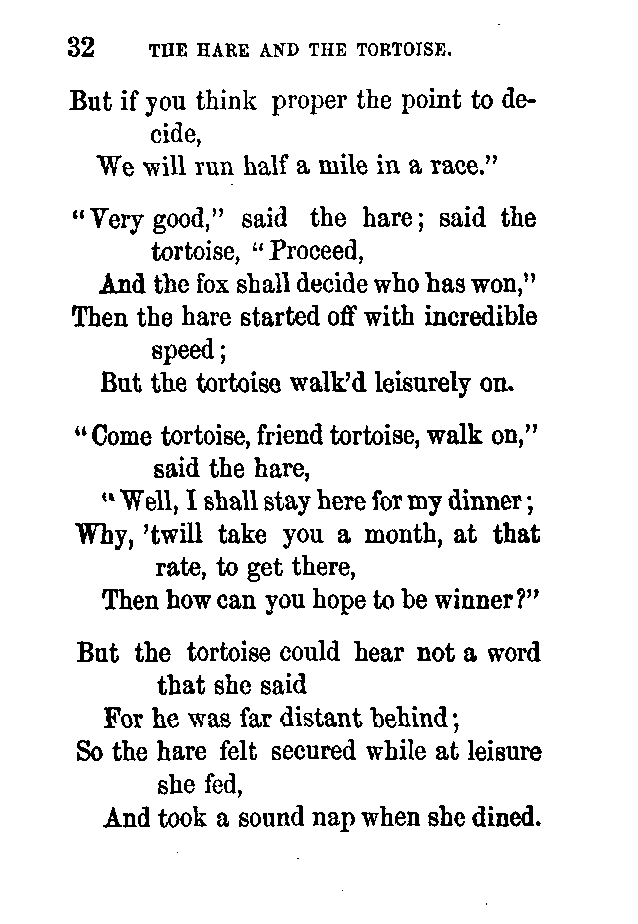 32 THE HARE AND THE TORTOISE.
But if you think proper the point to de-
cide,
We will run half a mile in a race.”
“Very good,” said the hare; said the
tortoise, “Proceed,
And the fox shall decide who has won,”
Then the hare started off with incredible
speed;
But the tortoise walk’d leisurely on.
“Come tortoise, friend tortoise, walk on,”
said the hare,
“Well, I shall stay here for my dinner;
Why, ’twill take you a month, at that
rate, to get there,
Then how can you hope to be winner?”
But the tortoise could hear not a word
that she said
For he was far distant behind;
So the hare felt secured while at leisure
she fed,
And took a sound nap when she dined.